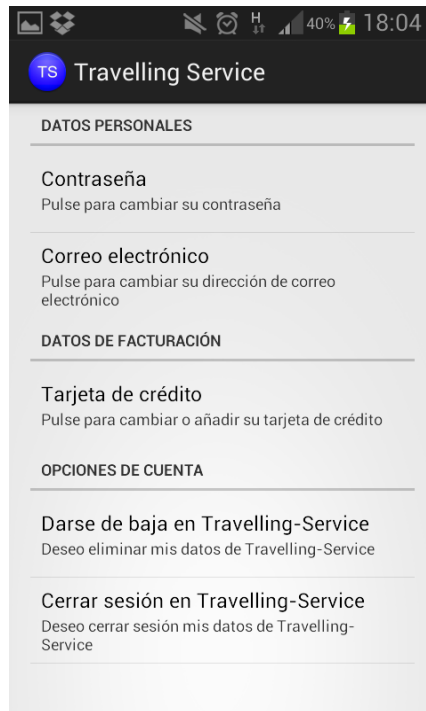 H 40% 18:04
TS Travelling Service
DATOS PERSONALES
Contraseña
Pulse para cambiar su contraseña
Correo electrónico
Pulse para cambiar su dirección de correo
electrónico
DATOS DE FACTURACIÓN
Tarjeta de crédito
Pulse para cambiar o añadir su tarjeta de crédito
OPCIONES DE CUENTA
Darse de baja en Travelling-Service
Deseo eliminar mis datos de Travelling-Service
Cerrar sesión en Travelling-Service
Deseo cerrar sesión mis datos de Travelling-
Service